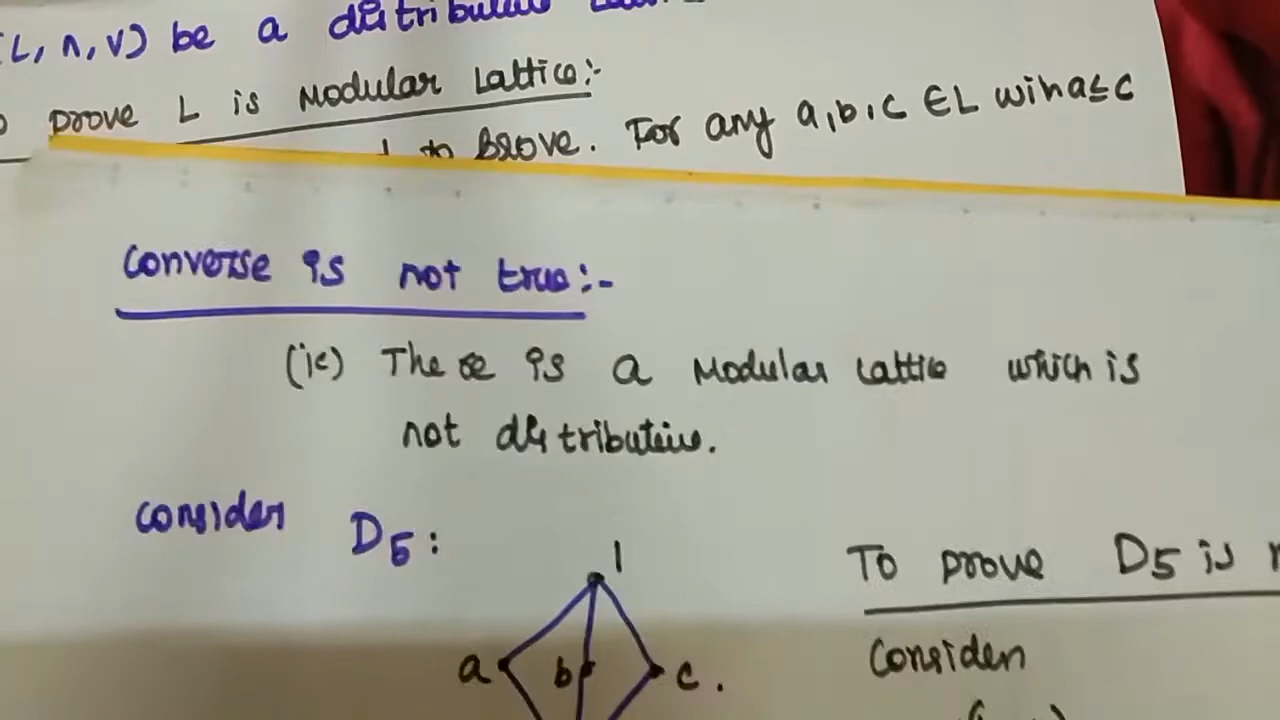 (L, ∧, ∨) be a distributive
prove L is Modular Lattice:-
to prove. For any a, b, c ∈ L with a ≤ c
Converse is not true:-
(ie) There is a Modular Lattice which is
not distributive.
Consider D5:
1
To prove D5 is
a b c.
Consider